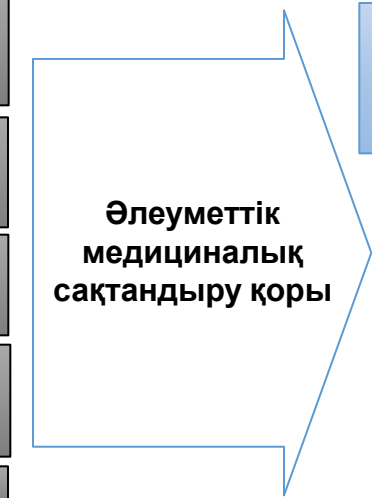 Әлеуметтік
медициналық
сақтандыру қоры